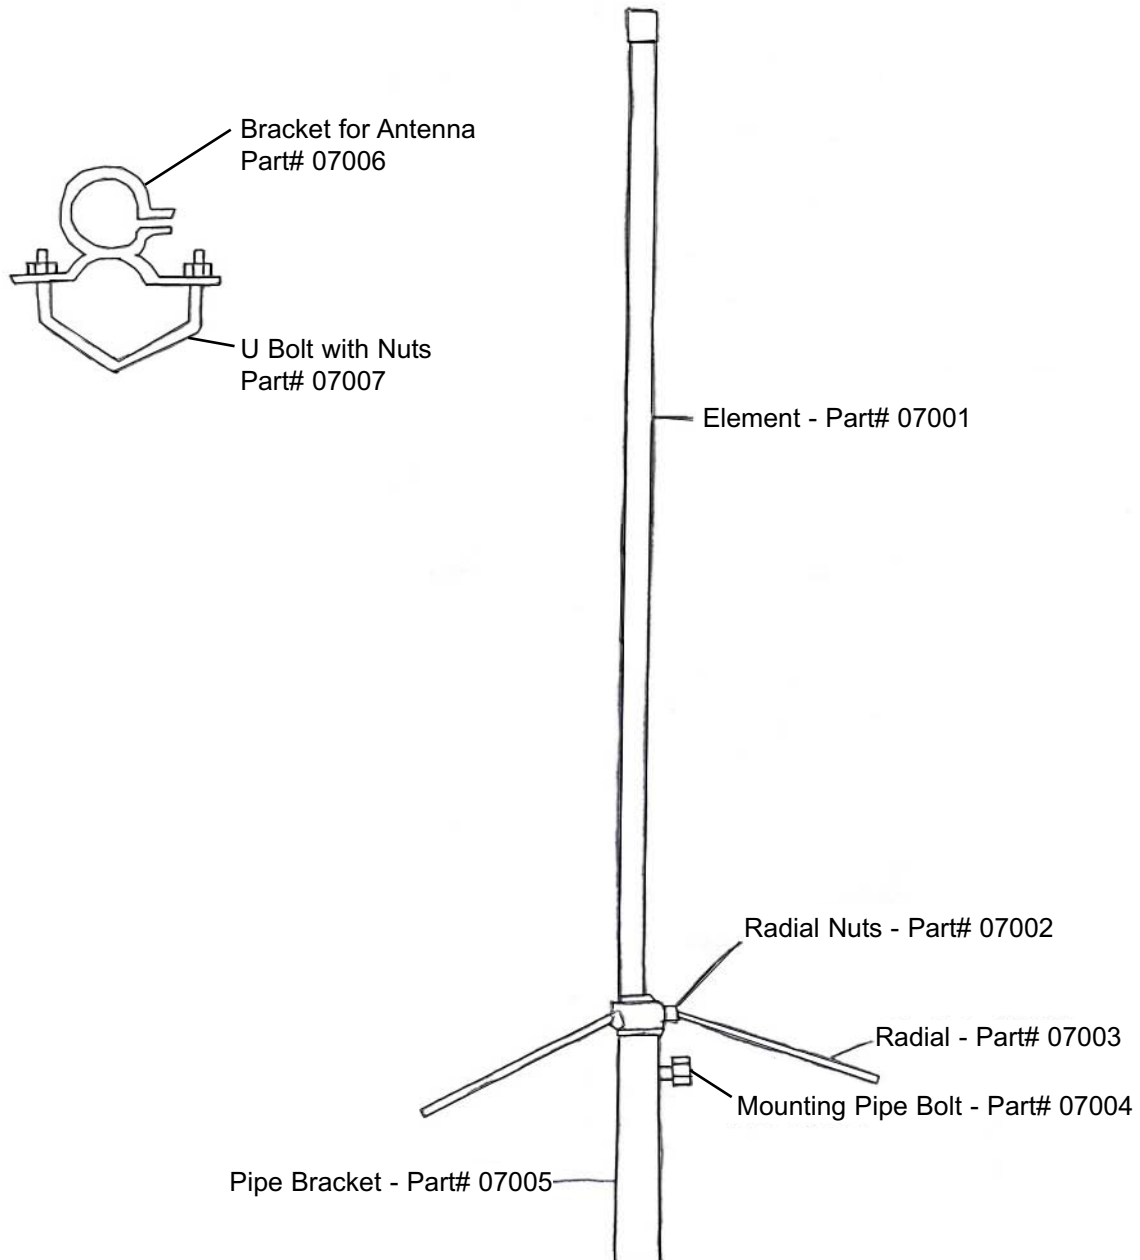 Bracket for Antenna
Part# 07006
U Bolt with Nuts
Part# 07007
Element - Part# 07001
Radial Nuts - Part# 07002
Radial - Part# 07003
Mounting Pipe Bolt - Part# 07004
Pipe Bracket - Part# 07005